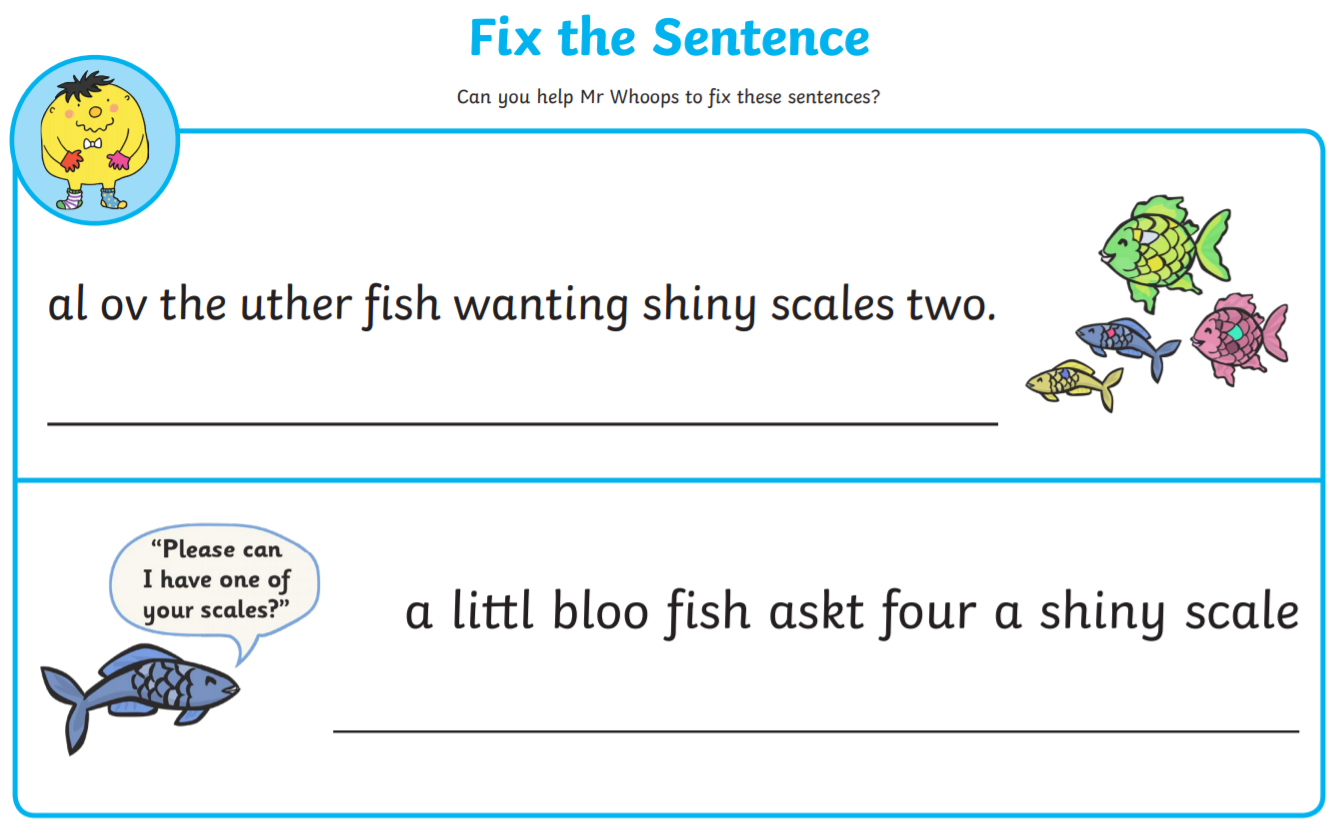 Fix the Sentence
Can you help Mr Whoops to fix these sentences?
al ov the uther fish wanting shiny scales two.
“Please can
I have one of
your scales?”
a littl bloo fish askt four a shiny scale